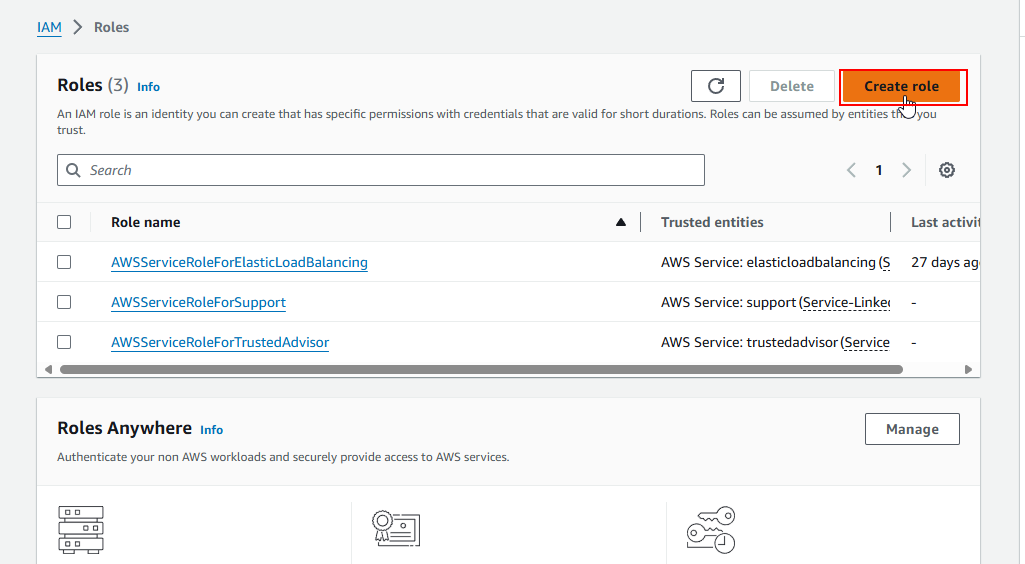 IAM > Roles
Roles (3) Info
Delete
Create role
An IAM role is an identity you can create that has specific permissions with credentials that are valid for short durations. Roles can be assumed by entities you
trust.
Search
1
Role name
Trusted entities
Last activit
AWSServiceRoleForElasticLoadBalancing
AWS Service: elasticloadbalancing (S
27 days ago
AWSServiceRoleForSupport
AWS Service: support (Service-Linked
-
AWSServiceRoleForTrustedAdvisor
AWS Service: trustedadvisor (Service
-
Roles Anywhere Info
Manage
Authenticate your non AWS workloads and securely provide access to AWS services.